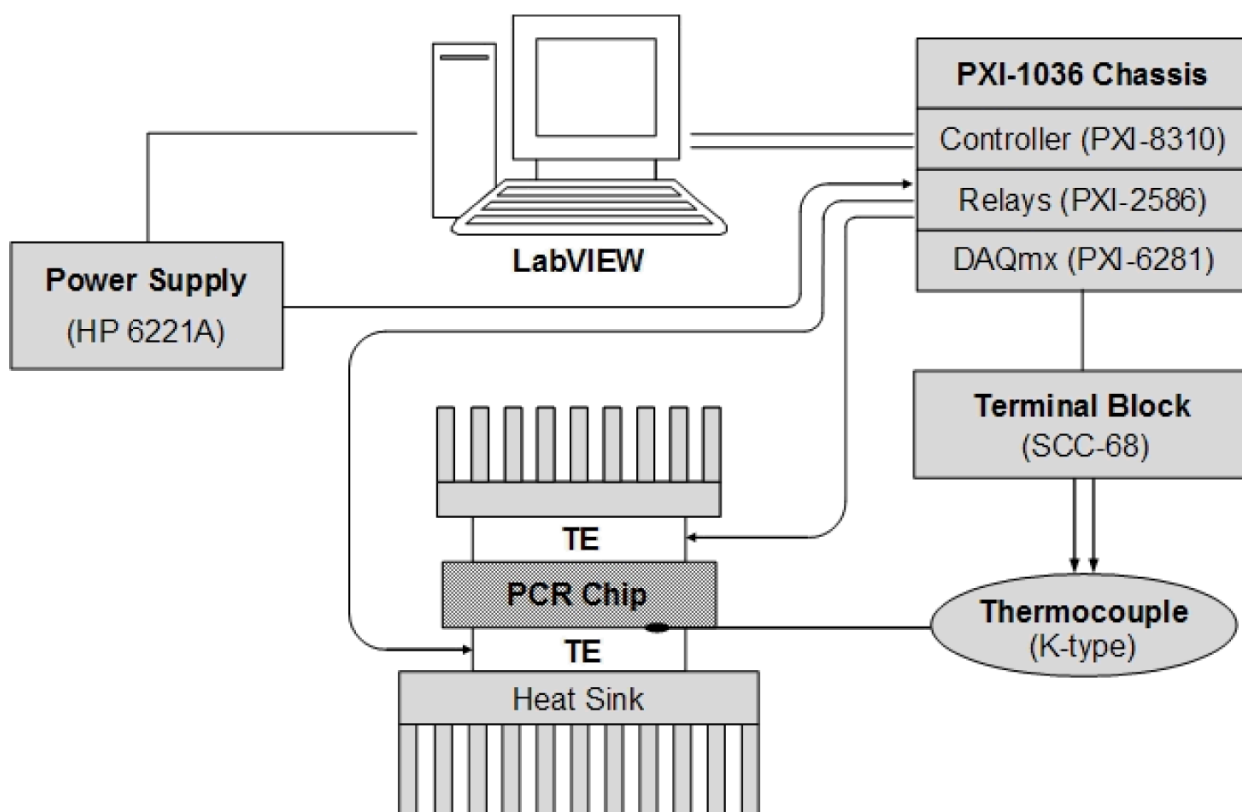 PXI-1036 Chassis
Controller (PXI-8310)
Relays (PXI-2586)
DAQmx (PXI-6281)
LabVIEW
Power Supply
(HP 6221A)
Terminal Block
(SCC-68)
TE
PCR Chip
TE
Heat Sink
Thermocouple
(K-type)